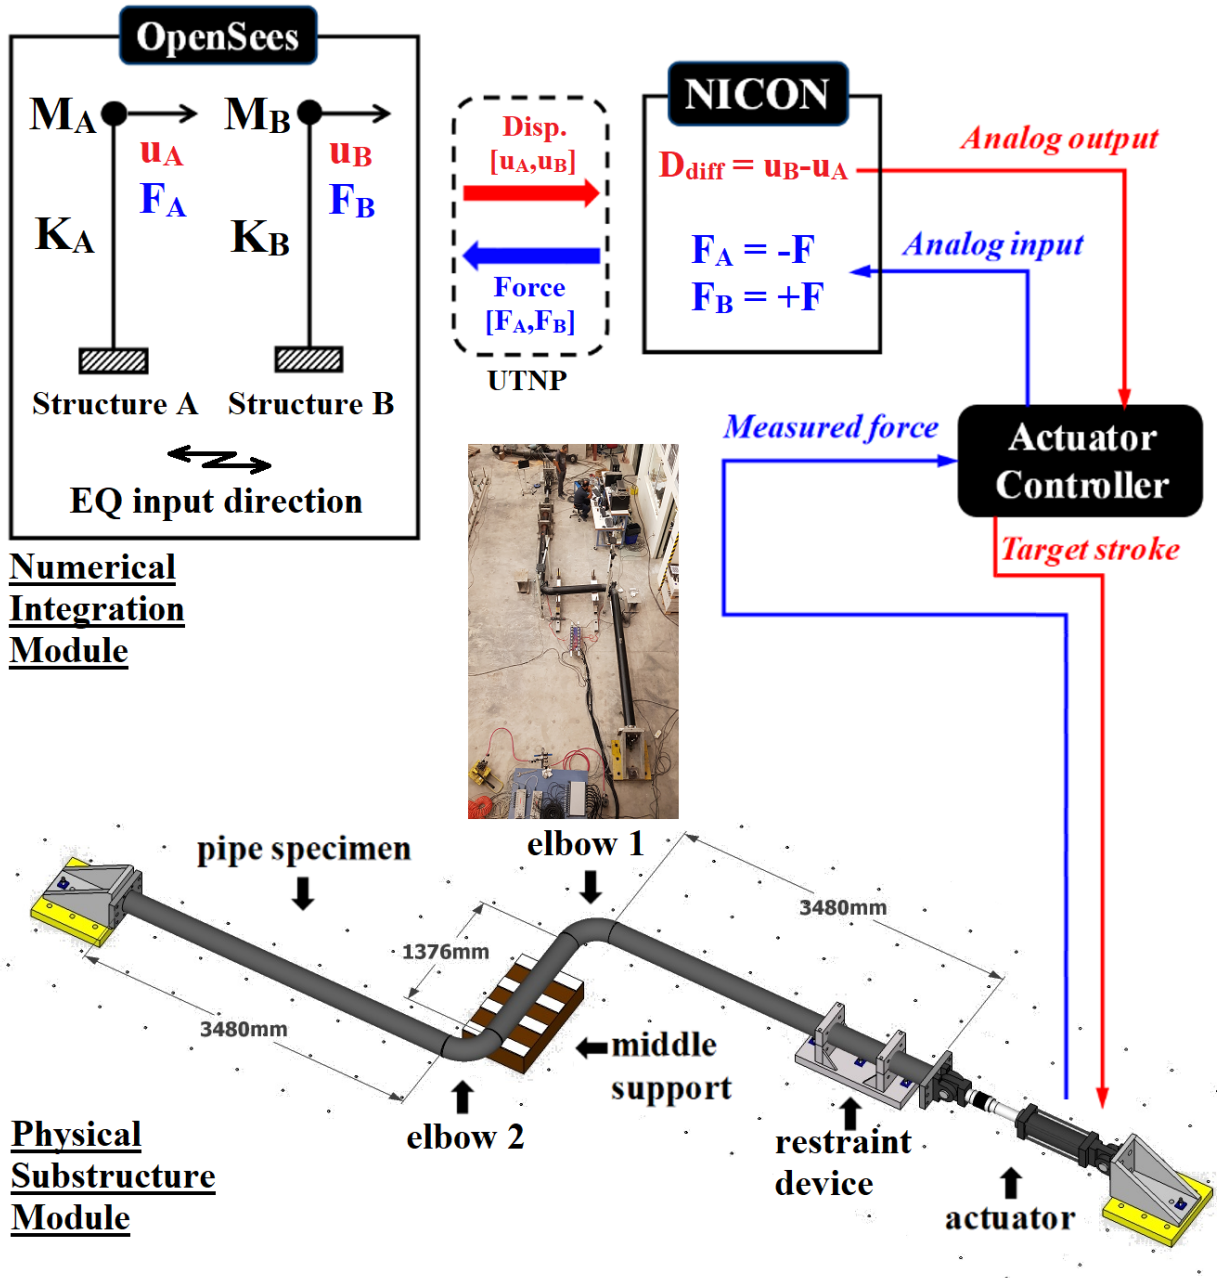 OpenSees
MA
MB
uA
FA
uB
FB
KA
KB
Structure A
Structure B
EQ input direction
Numerical
Integration
Module
Disp.
[uA,uB]
Force
[FA,FB]
UTNP
NICON
Ddiff = uB-uA
FA = -F
FB = +F
Analog output
Analog input
Measured force
Actuator
Controller
Target stroke
pipe specimen
elbow 1
3480mm
1376mm
3480mm
middle
support
elbow 2
restraint
device
actuator
Physical
Substructure
Module